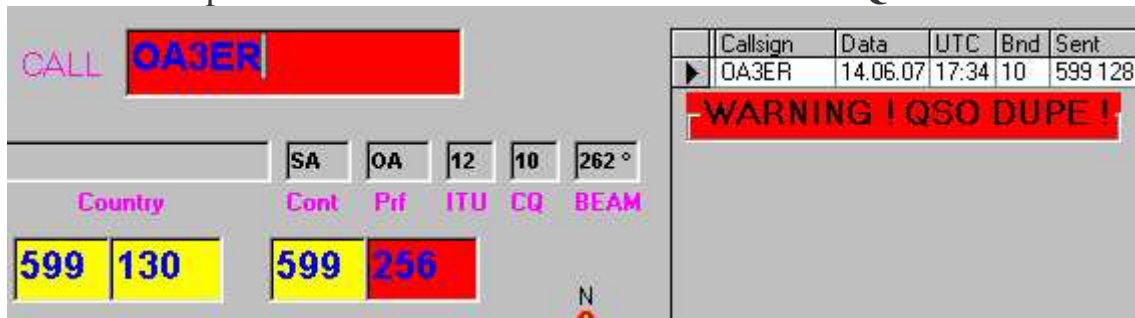 CALL OA3ER
Callsign Data UTC Bnd Sent
OA3ER 14.06.07 17:34 10 599 128
WARNING ! QSO DUPE !
SA OA 12 10 262 °
Country Cont Prf ITU CQ BEAM
599 130 599 256
N